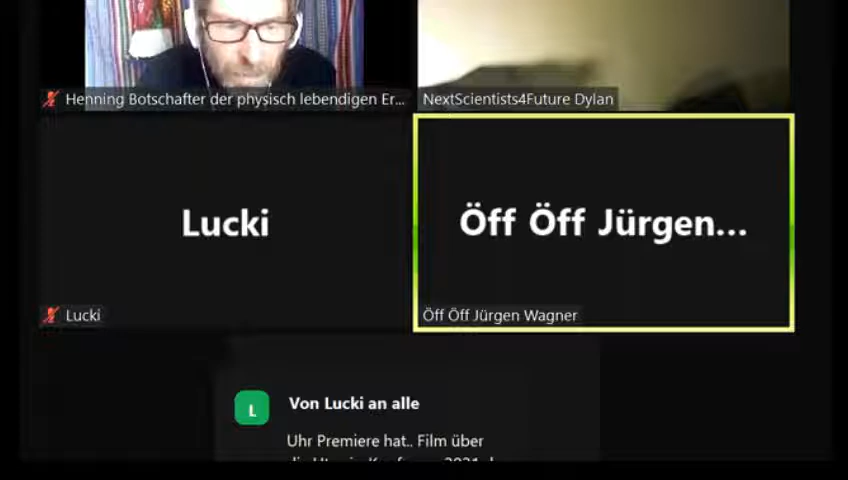 Henning Botschafter der physisch lebendigen Er...
NextScientists4Future Dylan
Lucki
Öff Öff Jürgen...
Lucki
Öff Öff Jürgen Wagner
L
Von Lucki an alle
Uhr Premiere hat.. Film über